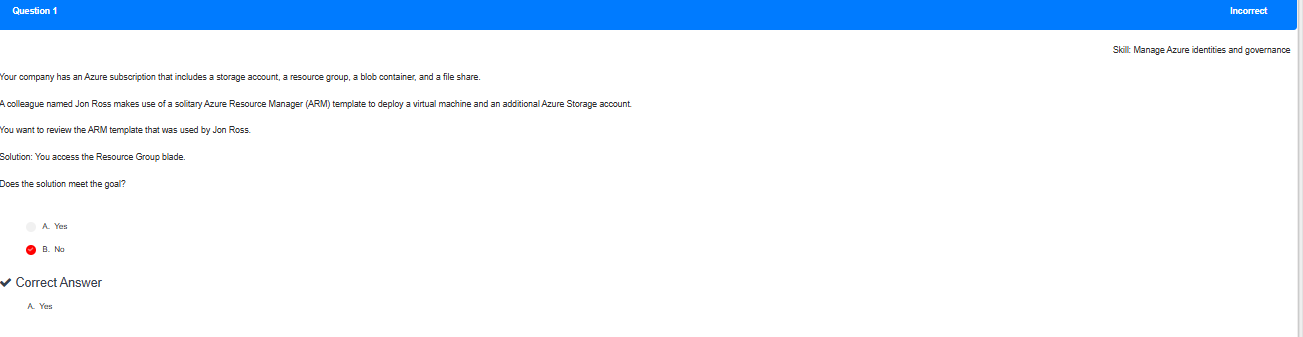 Question 1 Incorrect
Skill: Manage Azure identities and governance
Your company has an Azure subscription that includes a storage account, a resource group, a blob container, and a file share.
A colleague named Jon Ross makes use of a solitary Azure Resource Manager (ARM) template to deploy a virtual machine and an additional Azure Storage account.
You want to review the ARM template that was used by Jon Ross.
Solution: You access the Resource Group blade.
Does the solution meet the goal?
A. Yes
B. No
Correct Answer
A. Yes